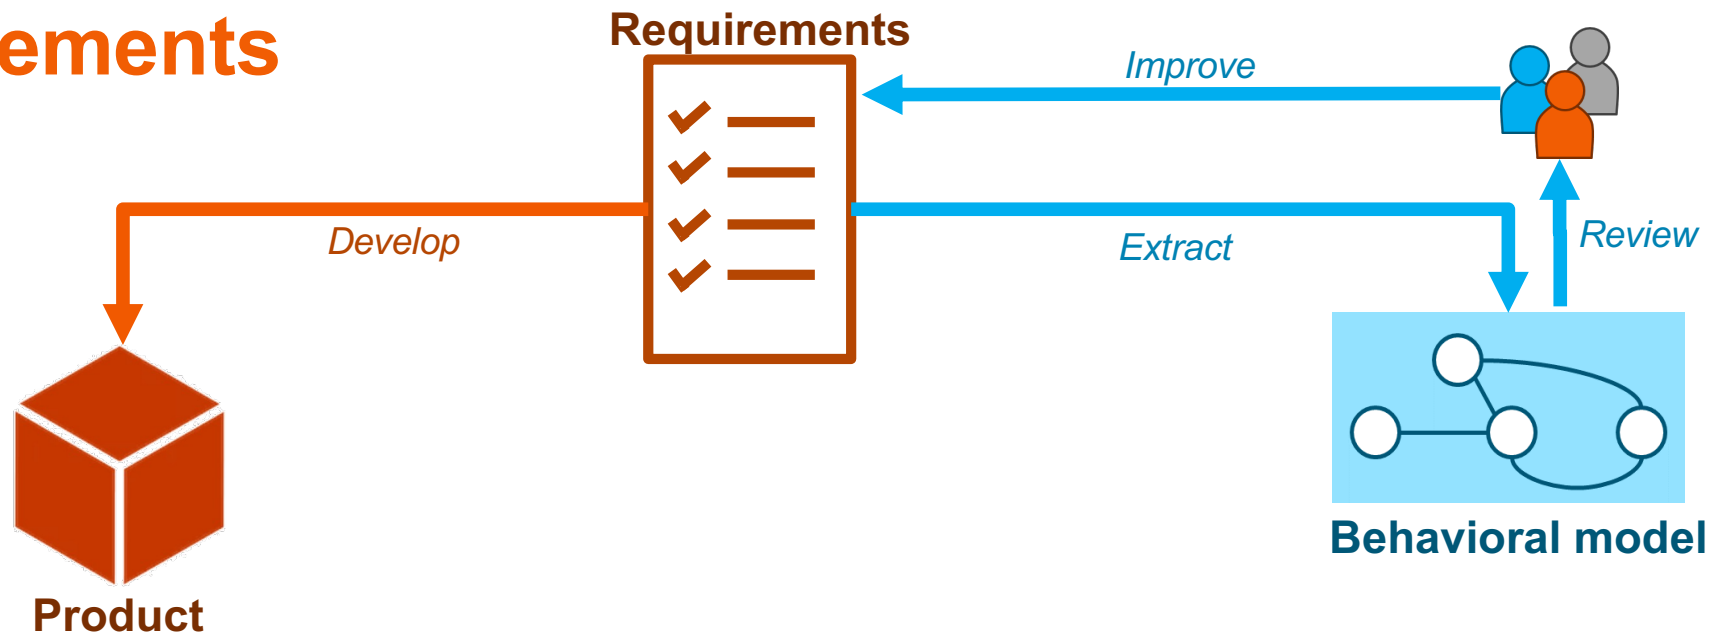 ements
Requirements
Improve
Develop
Extract
Review
Behavioral model
Product